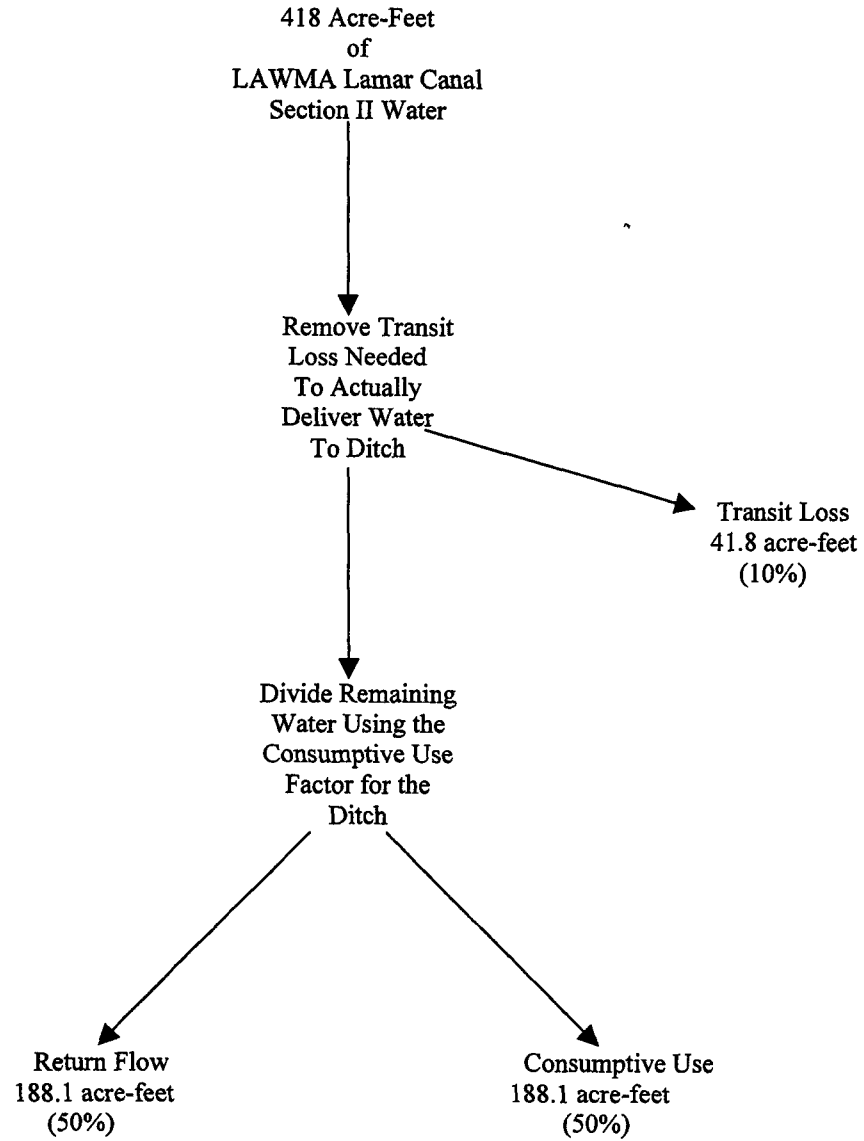 418 Acre-Feet
of
LAWMA Lamar Canal
Section II Water
Remove Transit
Loss Needed
To Actually
Deliver Water
To Ditch
Transit Loss
41.8 acre-feet
(10%)
Divide Remaining
Water Using the
Consumptive Use
Factor for the
Ditch
Return Flow
188.1 acre-feet
(50%)
Consumptive Use
188.1 acre-feet
(50%)